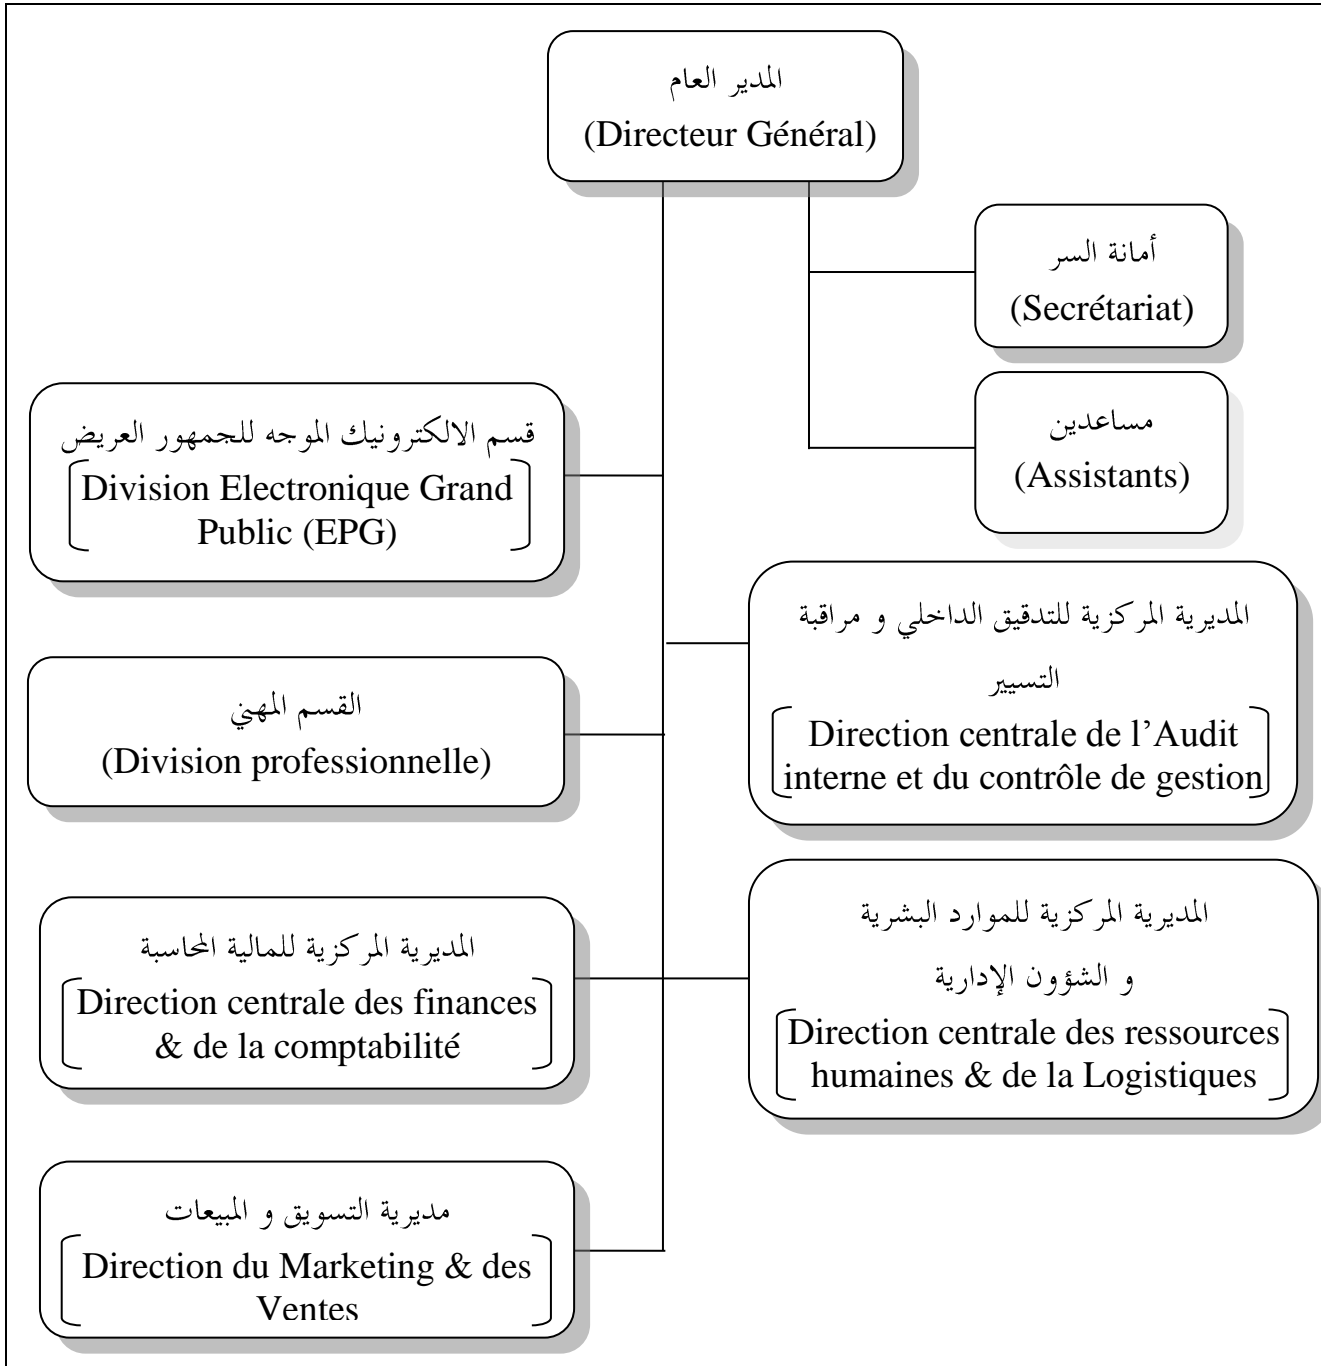 المدير العام
(Directeur Général)
أمانة السر
(Secrétariat)
مساعدين
(Assistants)
قسم الالكترونيك الموجه للجمهور العريض
Division Electronique Grand
Public (EPG)
المديرية المركزية للتدقيق الداخلي و مراقبة
التسيير
Direction centrale de l’Audit
interne et du contrôle de gestion
القسم المهني
(Division professionnelle)
المديرية المركزية للمالية المحاسبة
Direction centrale des finances
& de la comptabilité
المديرية المركزية للموارد البشرية
و الشؤون الإدارية
Direction centrale des ressources
humaines & de la Logistiques
مديرية التسويق و المبيعات
Direction du Marketing & des
Ventes